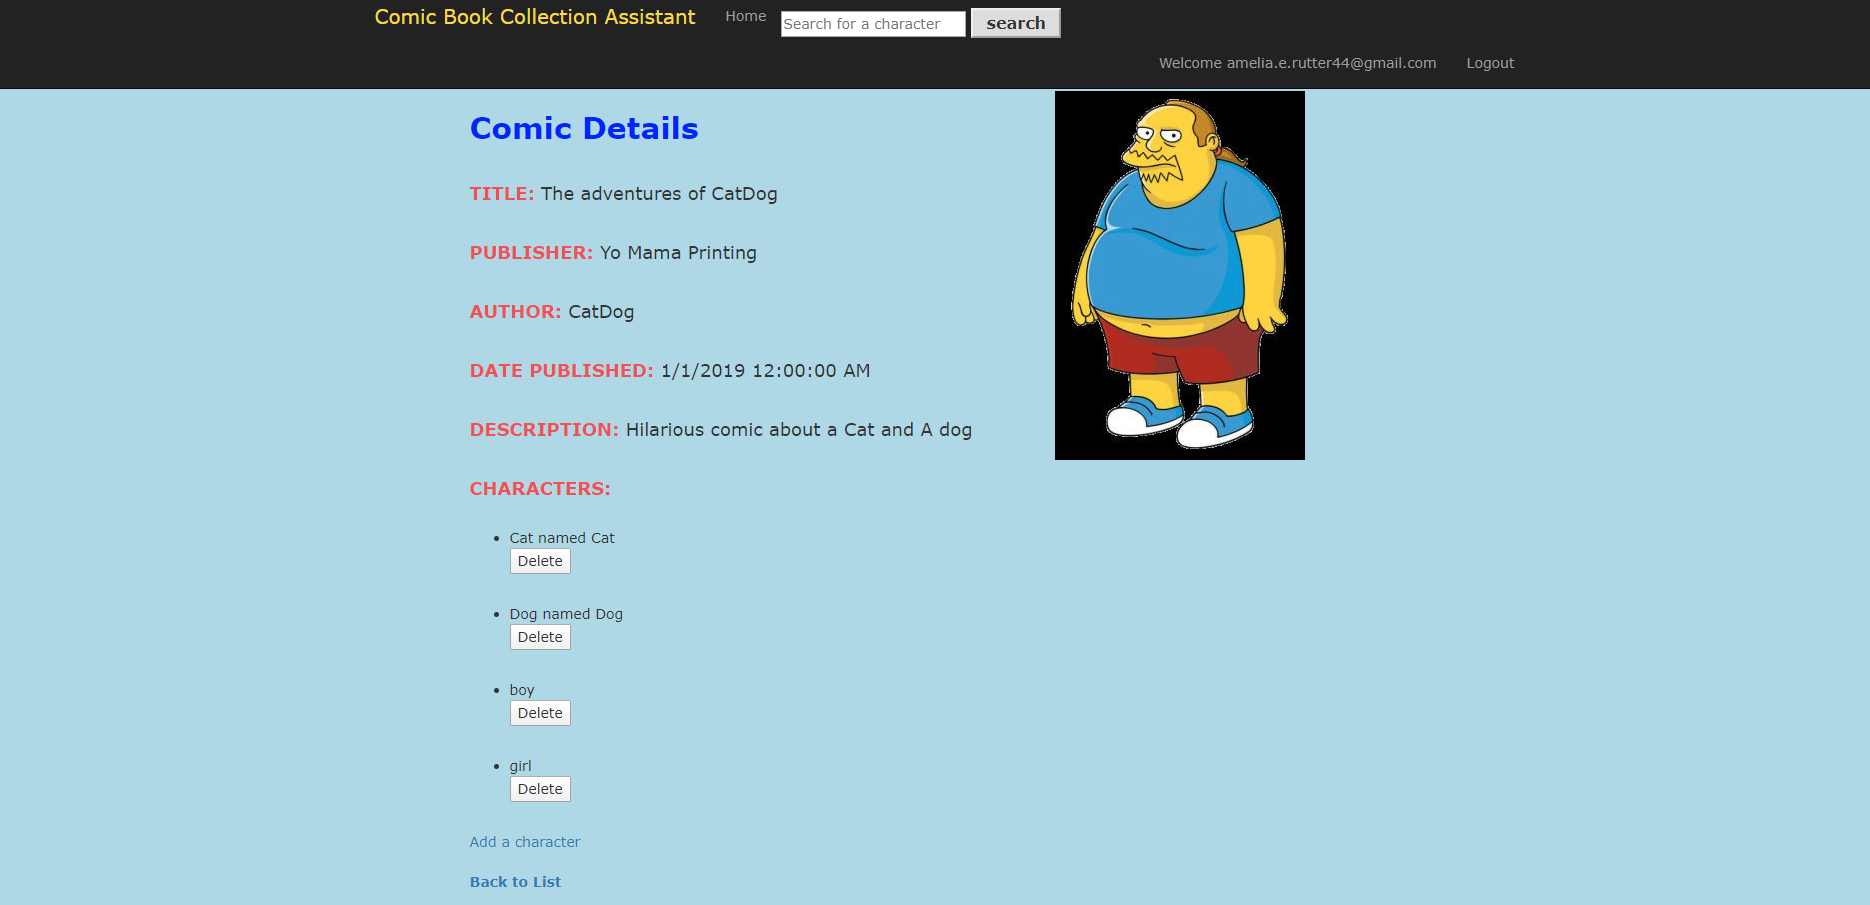 Comic Book Collection Assistant Home Search for a character search
Welcome amelia.e.rutter44@gmail.com Logout
Comic Details
TITLE: The adventures of CatDog
PUBLISHER: Yo Mama Printing
AUTHOR: CatDog
DATE PUBLISHED: 1/1/2019 12:00:00 AM
DESCRIPTION: Hilarious comic about a Cat and A dog
CHARACTERS:
• Cat named Cat
Delete
• Dog named Dog
Delete
• boy
Delete
• girl
Delete
Add a character
Back to List